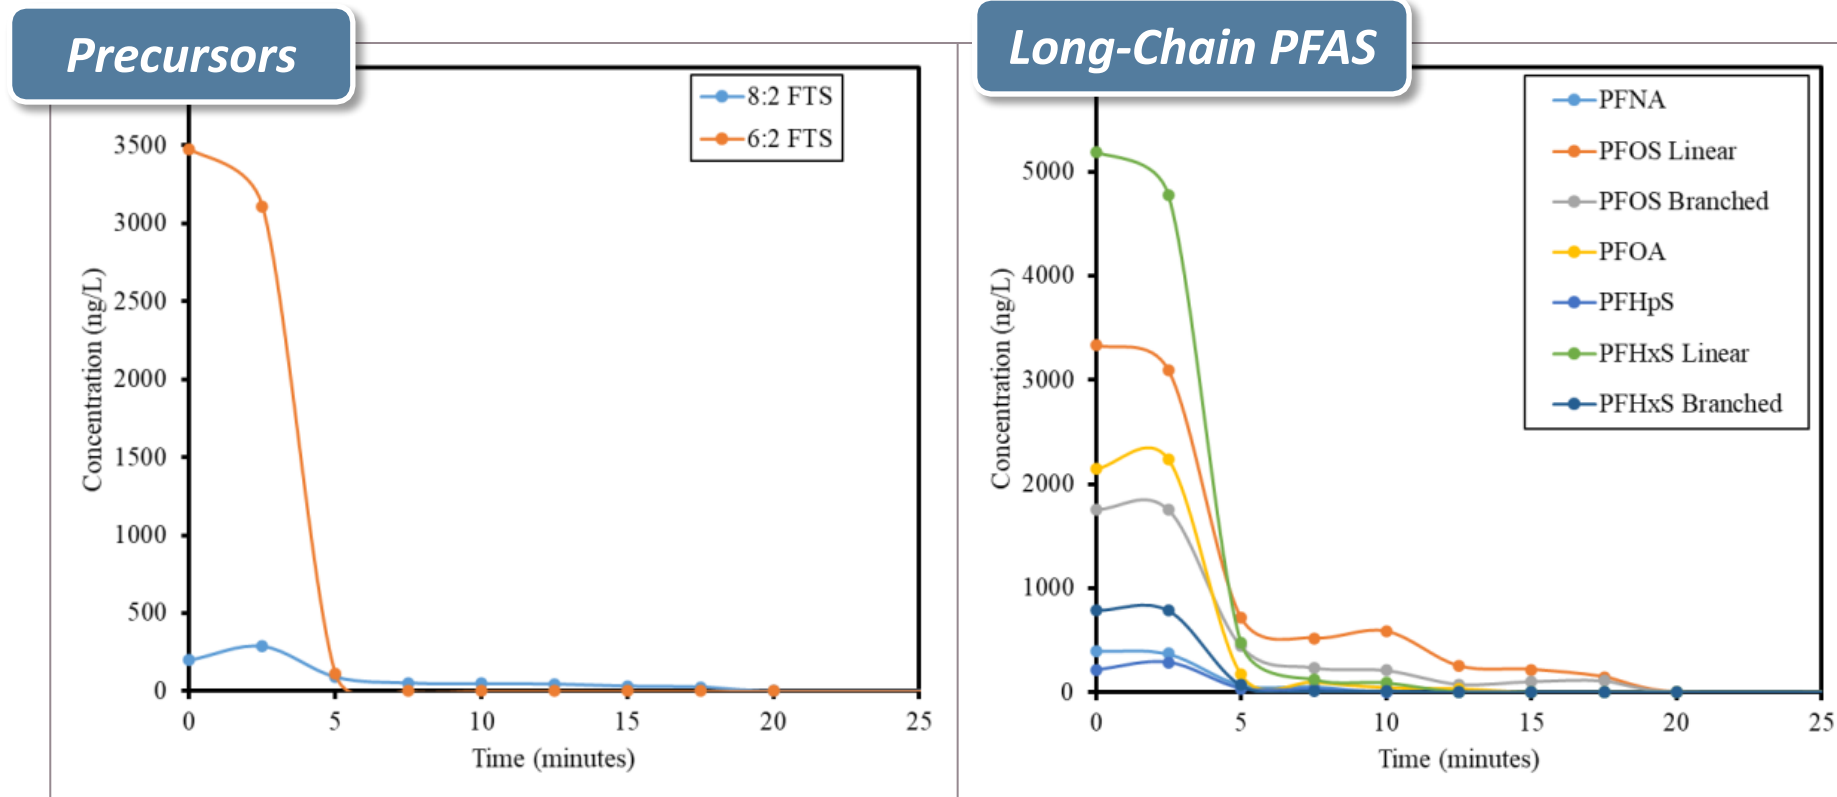 Precursors
8:2 FTS
6:2 FTS
3500
3000
2500
2000
1500
1000
500
0
Concentration (ng/L)
0 5 10 15 20 25
Time (minutes)
Long-Chain PFAS
PFNA
PFOS Linear
PFOS Branched
PFOA
PFHpS
PFHxS Linear
PFHxS Branched
5000
4000
3000
2000
1000
0
Concentration (ng/L)
0 5 10 15 20 25
Time (minutes)